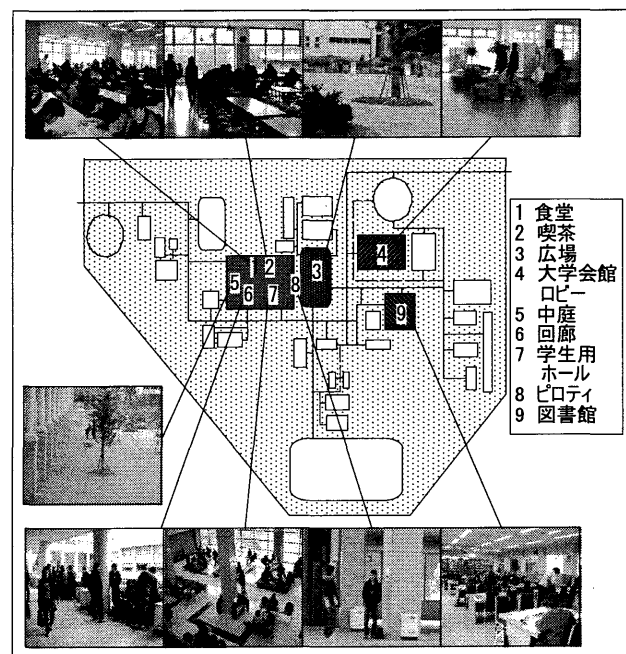 1 食堂
2 喫茶
3 広場
4 大学会館
ロビー
5 中庭
6 回廊
7 学生用
ホール
8 ピロティ
9 図書館
1 2
3
4
5
6 7
8
9